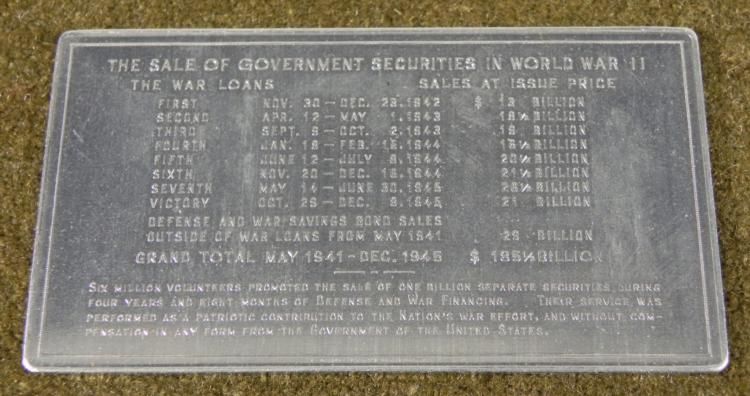 THE SALE OF GOVERNMENT SECURITIES IN WORLD WAR II
THE WAR LOANS SALES AT ISSUE PRICE
FIRST NOV. 30 — DEC. 23, 1942 $ 13 BILLION
SECOND APR. 12 — MAY 1, 1943 18½ BILLION
THIRD SEPT. 9 — OCT. 2, 1943 19 BILLION
FOURTH JAN. 18 — FEB. 15, 1944 BILLION
FIFTH JUNE 12 — JULY 8, 1944 20½ BILLION
SIXTH NOV. 20 — DEC. 16, 1944 21½ BILLION
SEVENTH MAY 14 — JUNE 30, 1945 BILLION
VICTORY OCT. 29 — DEC. 8, 1945 21 BILLION
DEFENSE AND WAR SAVINGS BOND SALES
OUTSIDE OF WAR LOANS FROM MAY 1941 29 BILLION
GRAND TOTAL MAY 1941 - DEC. 1945 $ BILLION
SIX MILLION VOLUNTEERS PROMOTED THE SALE OF ONE BILLION SEPARATE SECURITIES DURING
FOUR YEARS AND EIGHT MONTHS OF DEFENSE AND WAR FINANCING. THEIR SERVICE WAS
PERFORMED AS A PATRIOTIC CONTRIBUTION TO THE NATION'S WAR EFFORT, AND WITHOUT COM-
PENSATION IN ANY FORM FROM THE GOVERNMENT OF THE UNITED STATES.